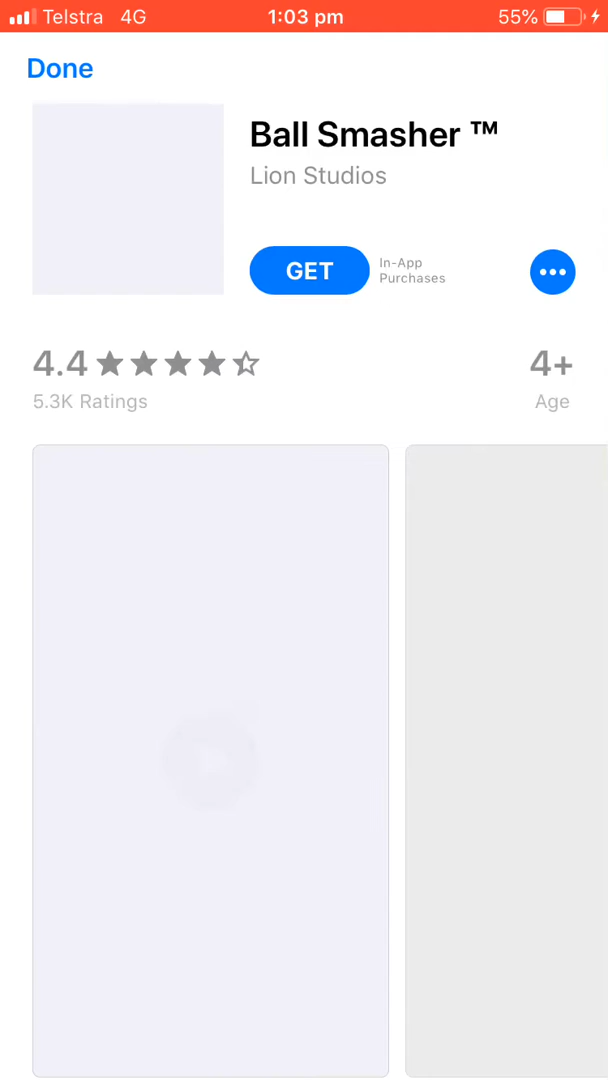 Telstra 4G 1:03 pm 55%
Done
Ball Smasher ™
Lion Studios
GET
In-App
Purchases
4.4
4+
5.3K Ratings
Age